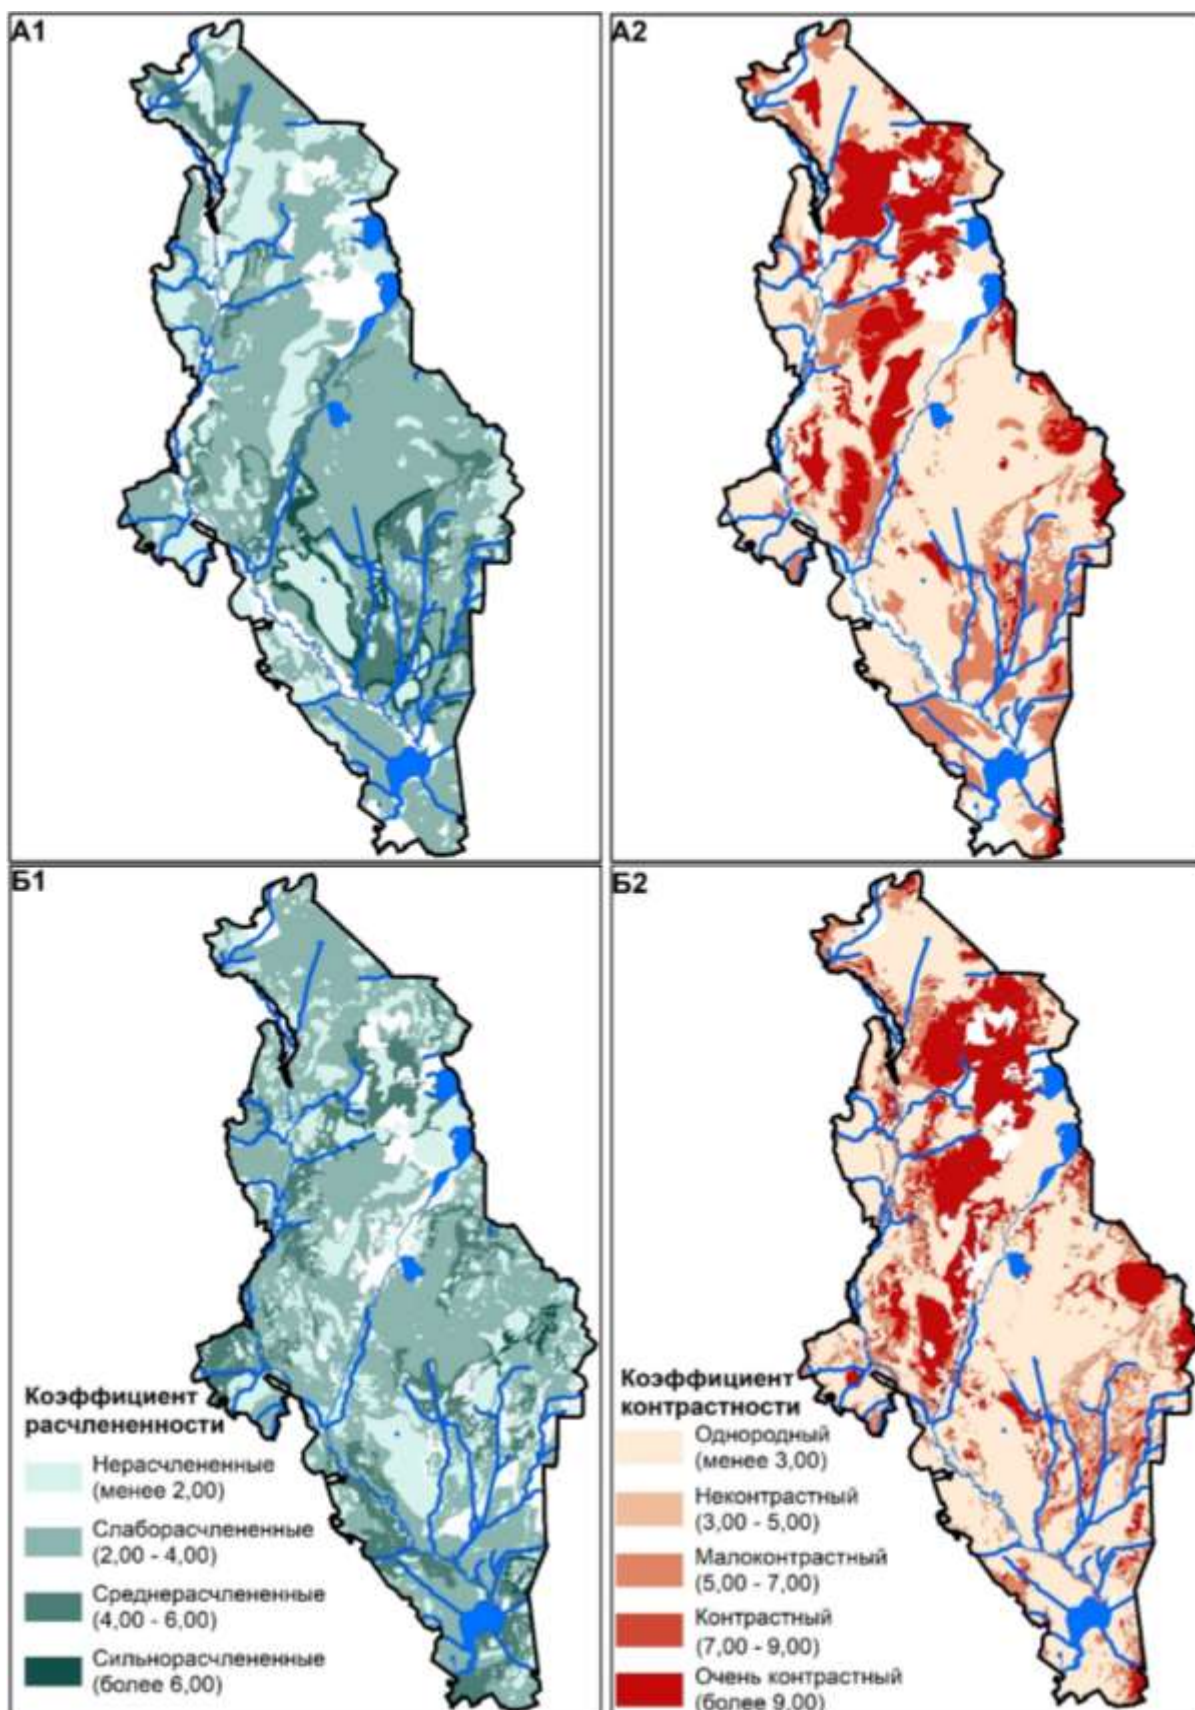 А1
А2
Б1
Б2
Коэффициент
расчлененности
Нерасчлененные
(менее 2,00)
Слаборасчлененные
(2,00 - 4,00)
Среднерасчлененные
(4,00 - 6,00)
Сильнорасчлененные
(более 6,00)
Коэффициент
контрастности
Однородный
(менее 3,00)
Неконтрастный
(3,00 - 5,00)
Малоконтрастный
(5,00 - 7,00)
Контрастный
(7,00 - 9,00)
Очень контрастный
(более 9,00)